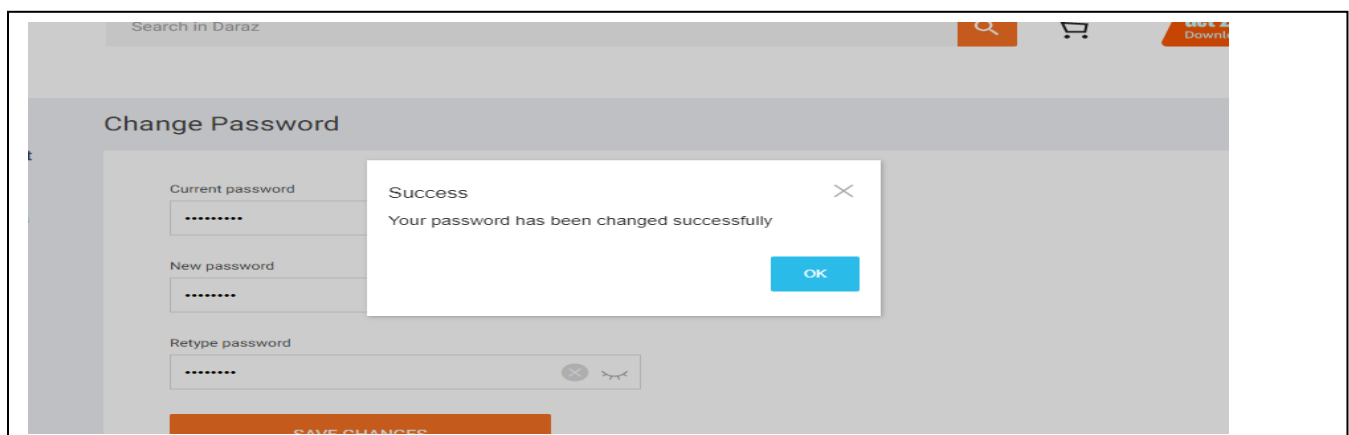 Search in Daraz
Downl
Change Password
t
Current password
•••••••••
Success
Your password has been changed successfully
New password
••••••••
OK
Retype password
••••••••
SAVE CHANGES